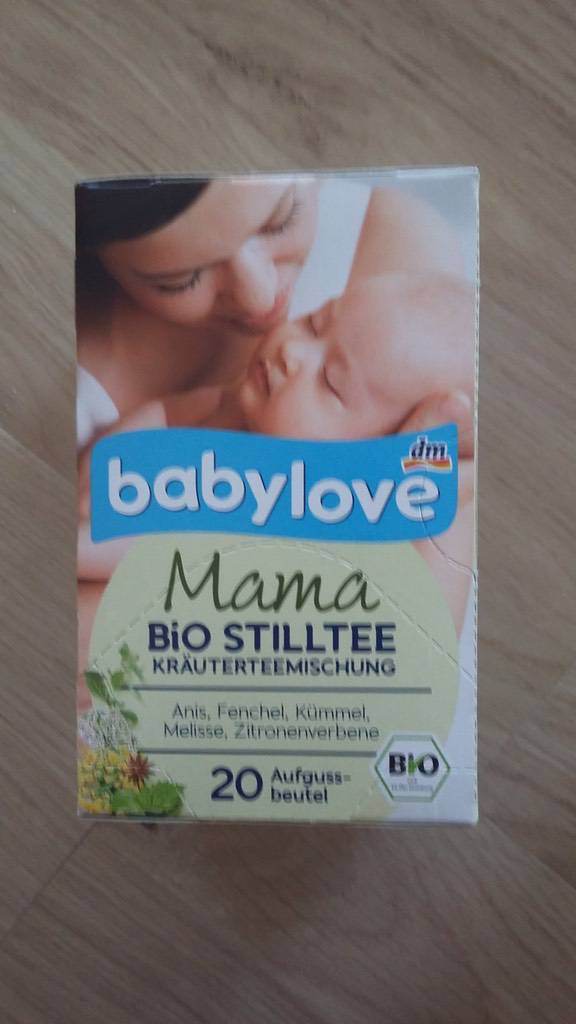 dm
babylove
Mama
BiO STILLTEE
KRÄUTERTEEMISCHUNG
Anis, Fenchel, Kümmel,
Melisse, Zitronenverbene
20 Aufguss-
beutel
BIO